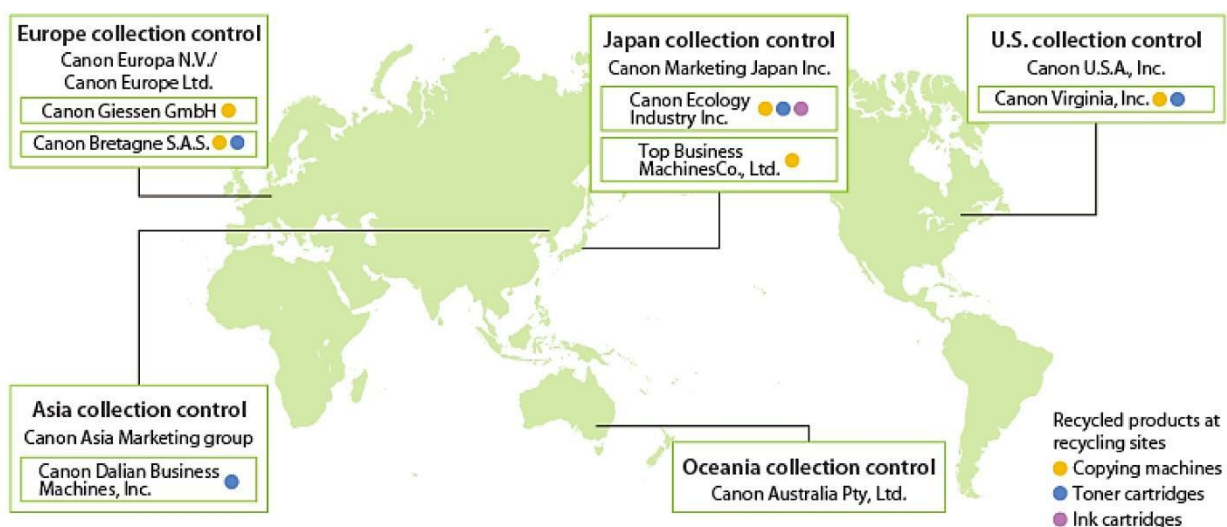 Europe collection control
Canon Europa N.V./
Canon Europe Ltd.
Canon Giessen GmbH
Canon Bretagne S.A.S.
Japan collection control
Canon Marketing Japan Inc.
Canon Ecology
Industry Inc.
Top Business
MachinesCo., Ltd.
U.S. collection control
Canon U.S.A., Inc.
Canon Virginia, Inc.
Asia collection control
Canon Asia Marketing group
Canon Dalian Business
Machines, Inc.
Oceania collection control
Canon Australia Pty, Ltd.
Recycled products at
recycling sites
Copying machines
Toner cartridges
Ink cartridges